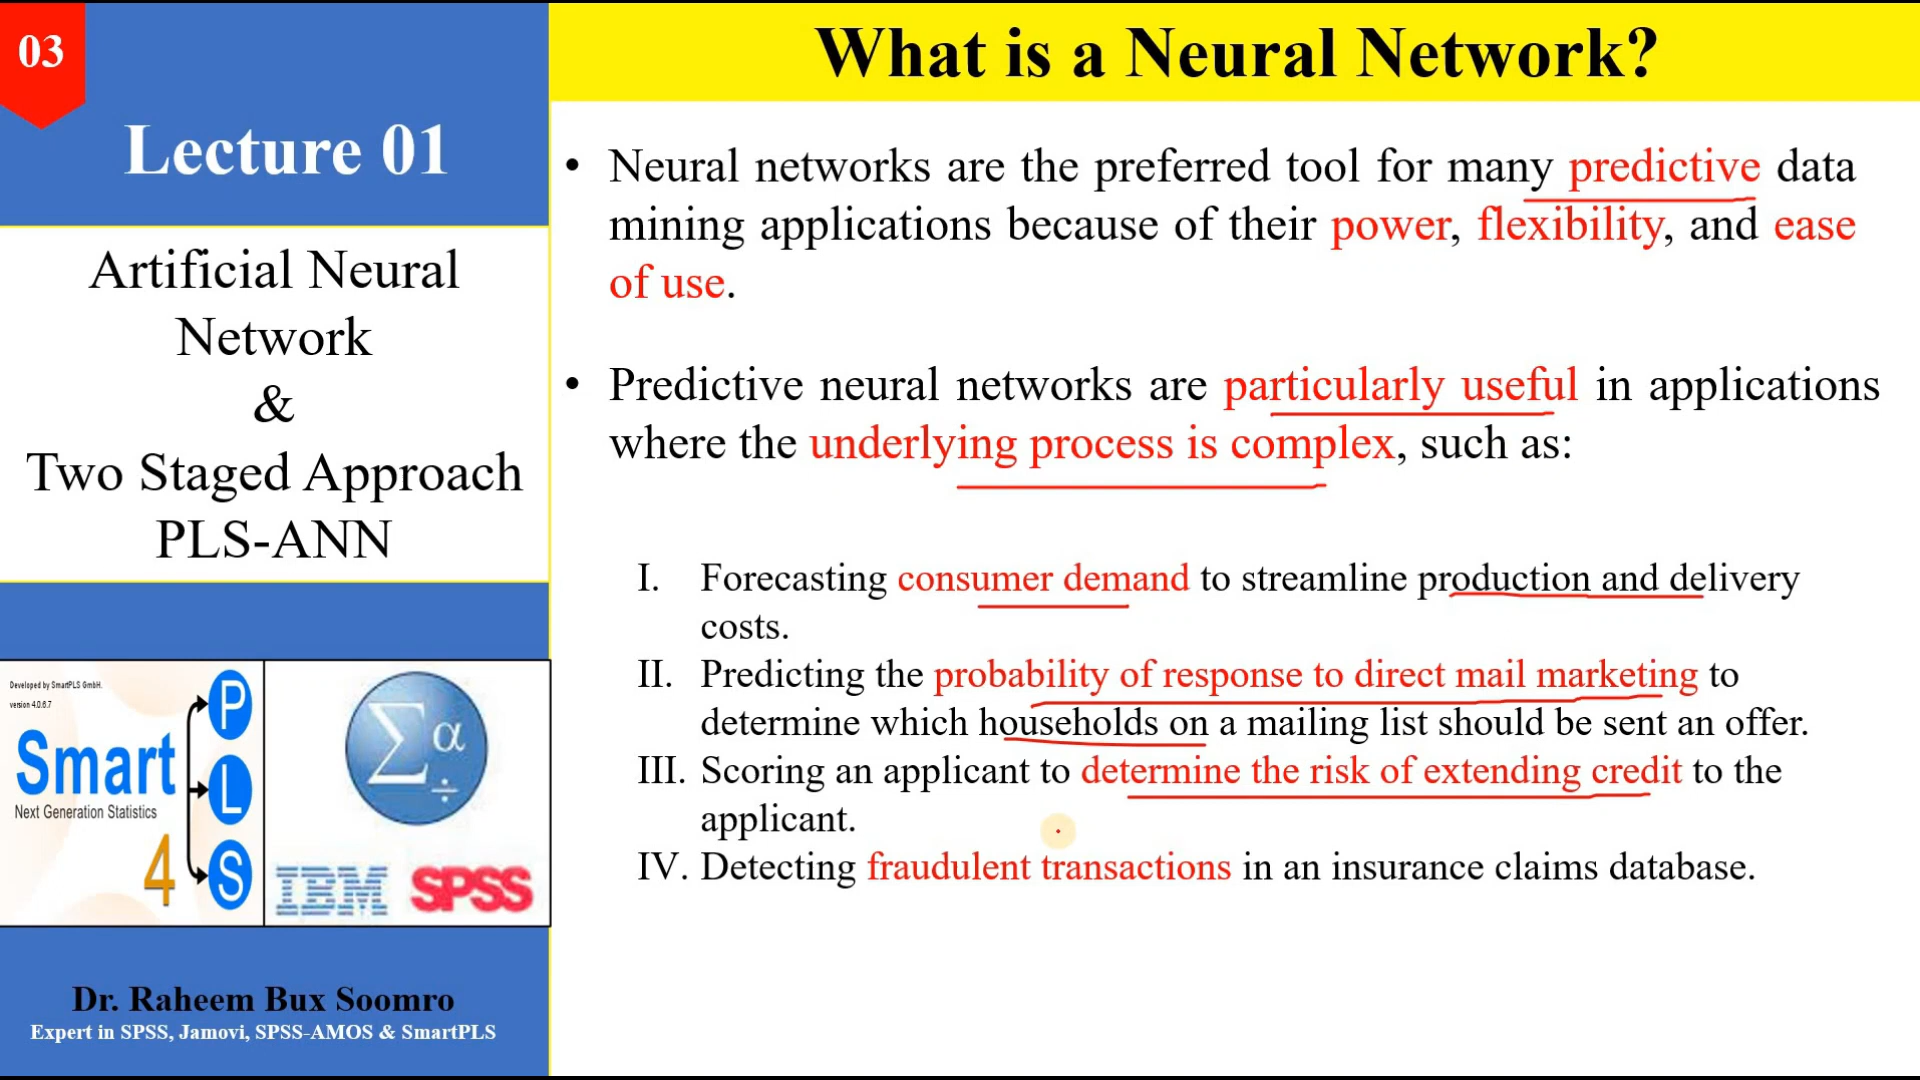 03
Lecture 01
Artificial Neural
Network
&
Two Staged Approach
PLS-ANN
Developed by SmartPLS GmbH.
version 4.0.6.7
Smart
Next Generation Statistics
4
P
L
S
Σ α ÷
IBM SPSS
Dr. Raheem Bux Soomro
Expert in SPSS, Jamovi, SPSS-AMOS & SmartPLS
What is a Neural Network?
• Neural networks are the preferred tool for many predictive data
mining applications because of their power, flexibility, and ease
of use.
• Predictive neural networks are particularly useful in applications
where the underlying process is complex, such as:
I. Forecasting consumer demand to streamline production and delivery
costs.
II. Predicting the probability of response to direct mail marketing to
determine which households on a mailing list should be sent an offer.
III. Scoring an applicant to determine the risk of extending credit to the
applicant.
IV. Detecting fraudulent transactions in an insurance claims database.